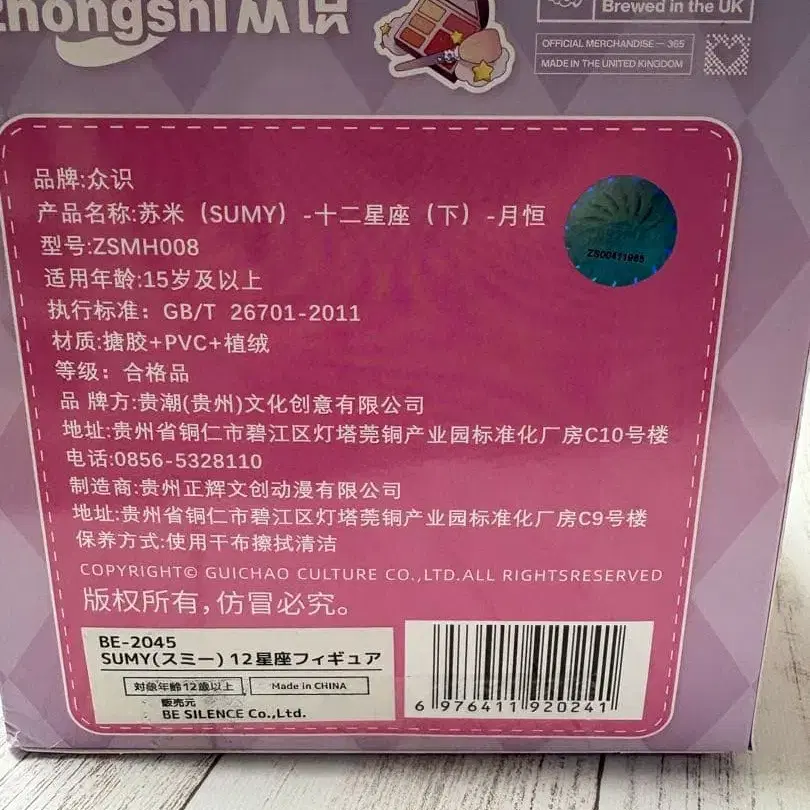 zhongshi 众识
Brewed in the UK
OFFICIAL MERCHANDISE — 365
MADE IN THE UNITED KINGDOM
品牌:众识
产品名称:苏米（SUMY）-十二星座（下）-月恒
ZS00411965
型号:ZSMH008
适用年龄:15岁及以上
执行标准：GB/T 26701-2011
材质:搪胶+PVC+植绒
等级：合格品
品 牌方:贵潮(贵州)文化创意有限公司
地址:贵州省铜仁市碧江区灯塔莞铜产业园标准化厂房C10号楼
电话:0856-5328110
制造商:贵州正辉文创动漫有限公司
地址:贵州省铜仁市碧江区灯塔莞铜产业园标准化厂房C9号楼
保养方式:使用干布擦拭清洁
COPYRIGHT© GUICHAO CULTURE CO.,LTD.ALL RIGHTSRESERVED
版权所有,仿冒必究。
BE-2045
SUMY(スミー) 12星座フィギュア
対象年齢12歳以上
Made in CHINA
販売元
BE SILENCE Co.,Ltd.
6 976411 920241